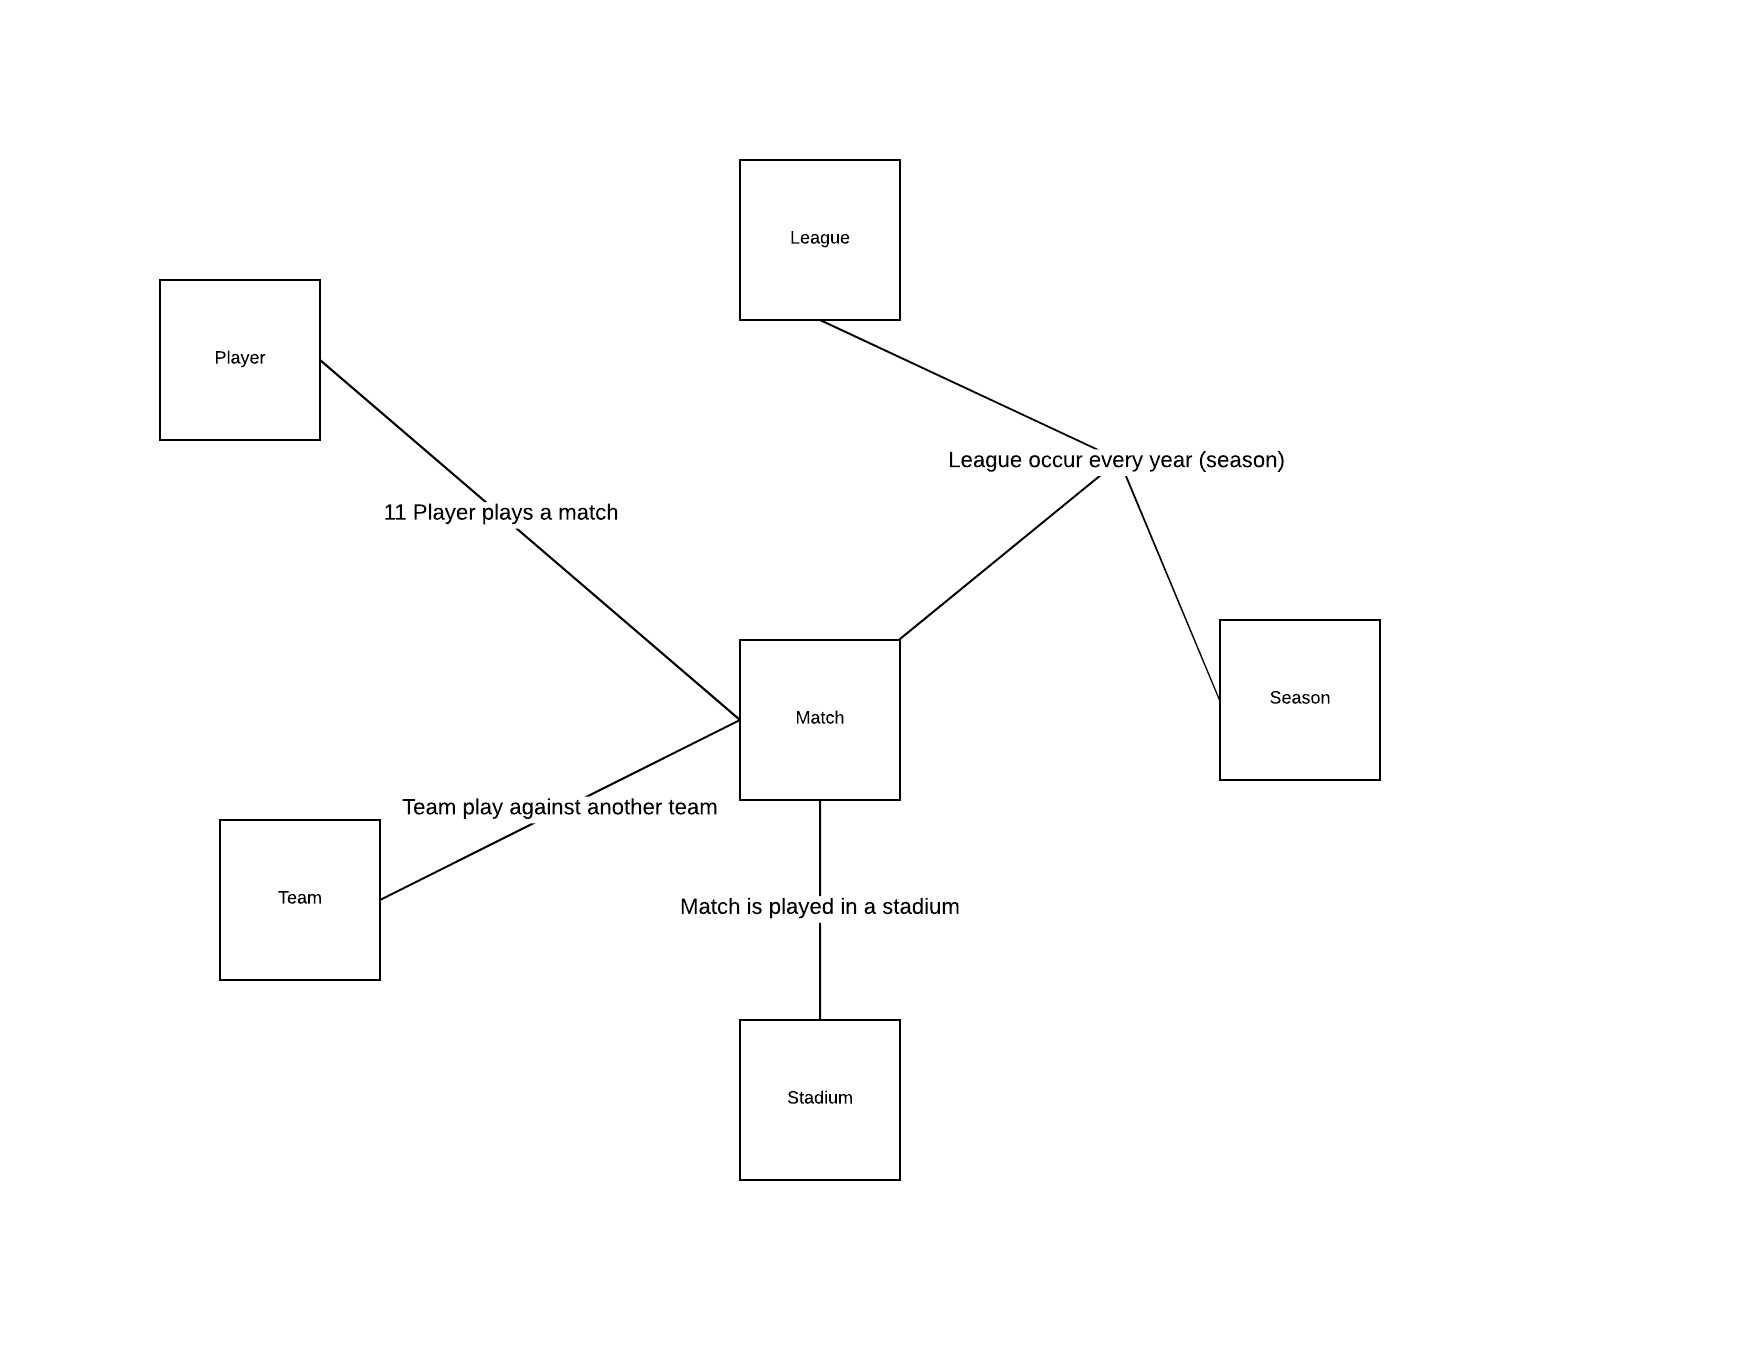 League
Player
League occur every year (season)
11 Player plays a match
Season
Match
Team play against another team
Team
Match is played in a stadium
Stadium